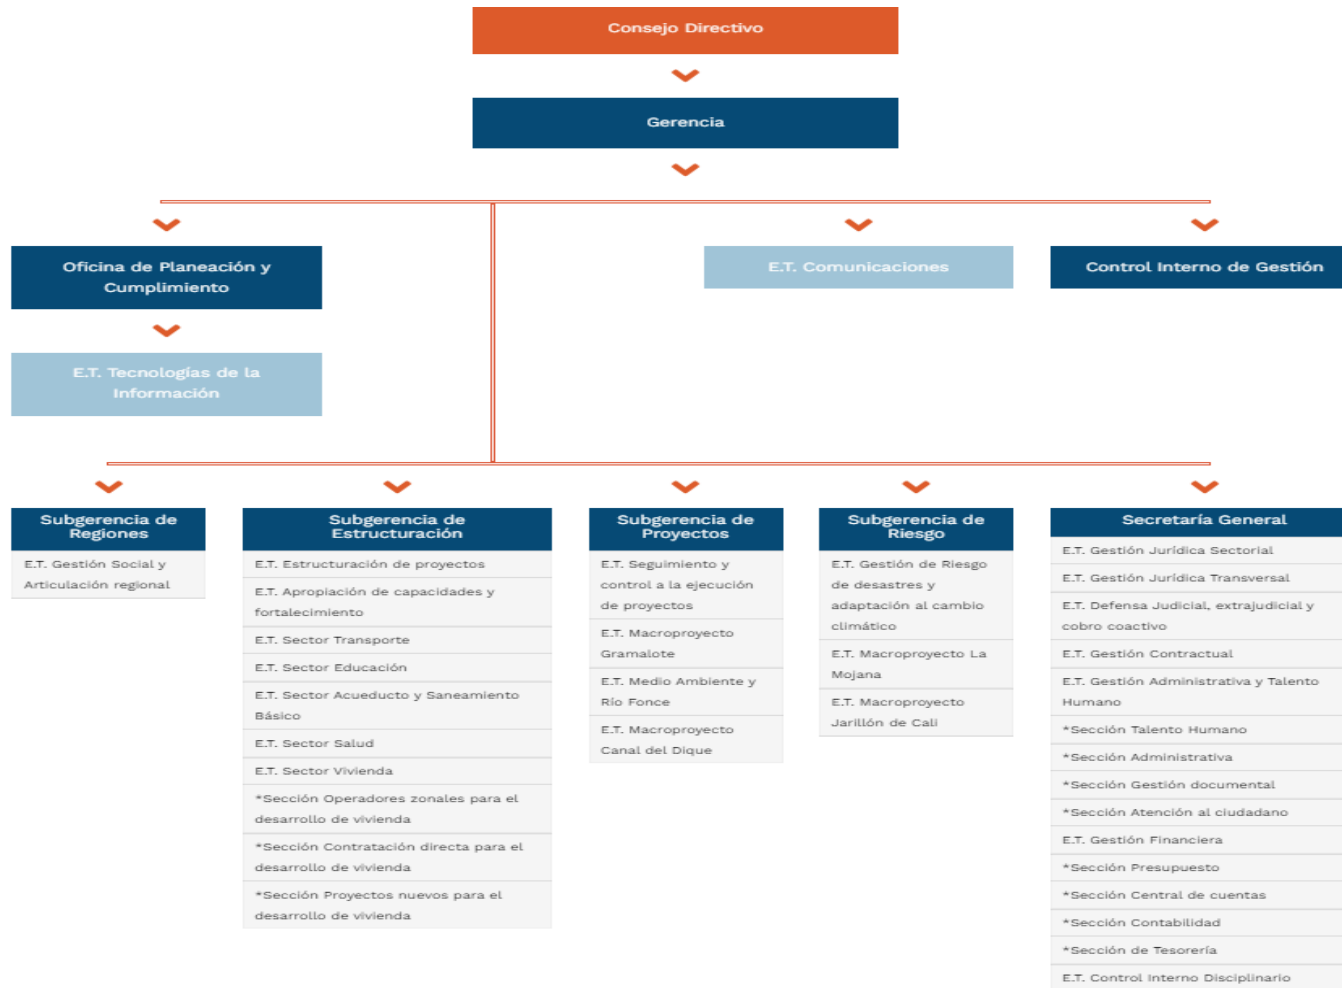 Consejo Directivo
Gerencia
Oficina de Planeación y
Cumplimiento
E.T. Comunicaciones
Control Interno de Gestión
E.T. Tecnologías de la
Información
Subgerencia de
Regiones
E.T. Gestión Social y
Articulación regional
Subgerencia de
Estructuración
E.T. Estructuración de proyectos
E.T. Apropiación de capacidades y
fortalecimiento
E.T. Sector Transporte
E.T. Sector Educación
E.T. Sector Acueducto y Saneamiento
Básico
E.T. Sector Salud
E.T. Sector Vivienda
*Sección Operadores zonales para el
desarrollo de vivienda
*Sección Contratación directa para el
desarrollo de vivienda
*Sección Proyectos nuevos para el
desarrollo de vivienda
Subgerencia de
Proyectos
E.T. Seguimiento y
control a la ejecución
de proyectos
E.T. Macroproyecto
Gramalote
E.T. Medio Ambiente y
Río Fonce
E.T. Macroproyecto
Canal del Dique
Subgerencia de
Riesgo
E.T. Gestión de Riesgo
de desastres y
adaptación al cambio
climático
E.T. Macroproyecto La
Mojana
E.T. Macroproyecto
Jarillón de Cali
Secretaría General
E.T. Gestión Jurídica Sectorial
E.T. Gestión Jurídica Transversal
E.T. Defensa Judicial, extrajudicial y
cobro coactivo
E.T. Gestión Contractual
E.T. Gestión Administrativa y Talento
Humano
*Sección Talento Humano
*Sección Administrativa
*Sección Gestión documental
*Sección Atención al ciudadano
E.T. Gestión Financiera
*Sección Presupuesto
*Sección Central de cuentas
*Sección Contabilidad
*Sección de Tesorería
E.T. Control Interno Disciplinario